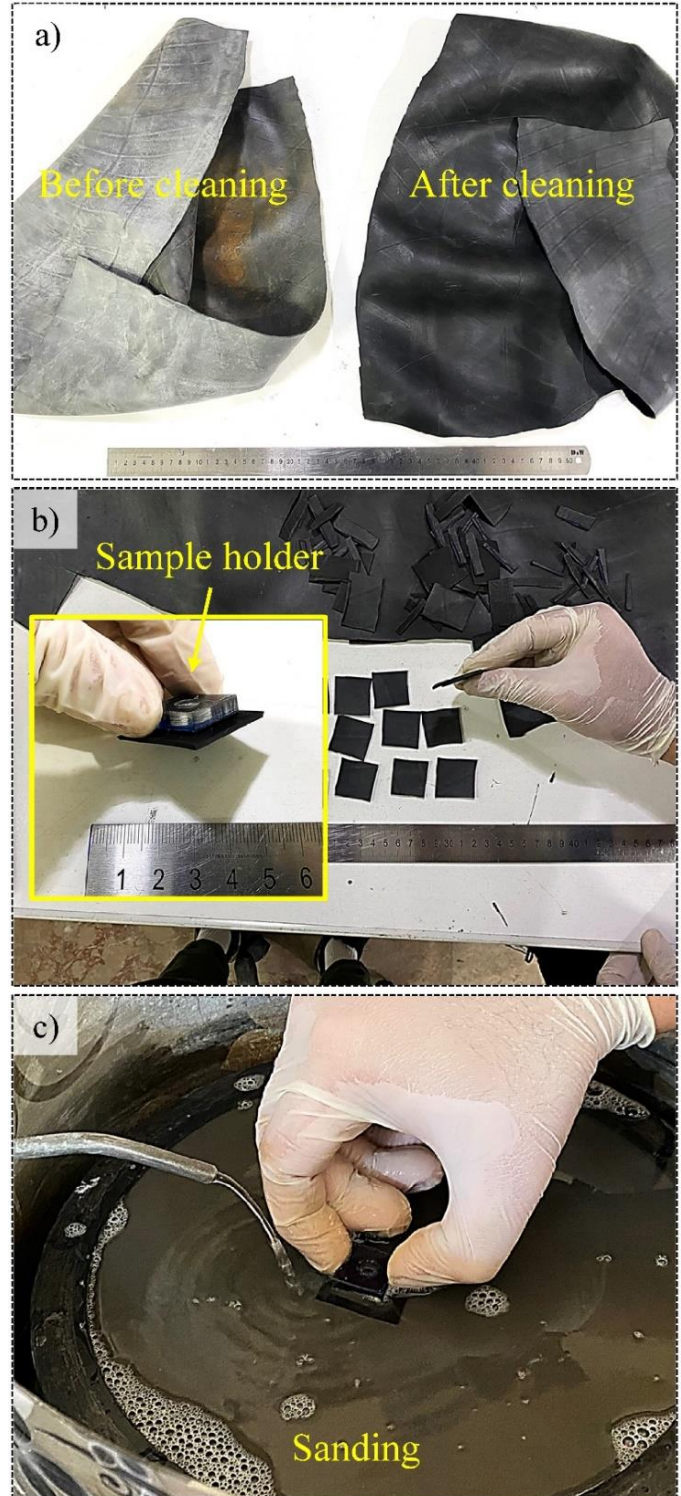 a)
Before cleaning
After cleaning
b)
Sample holder
1 2 3 4 5 6
c)
Sanding